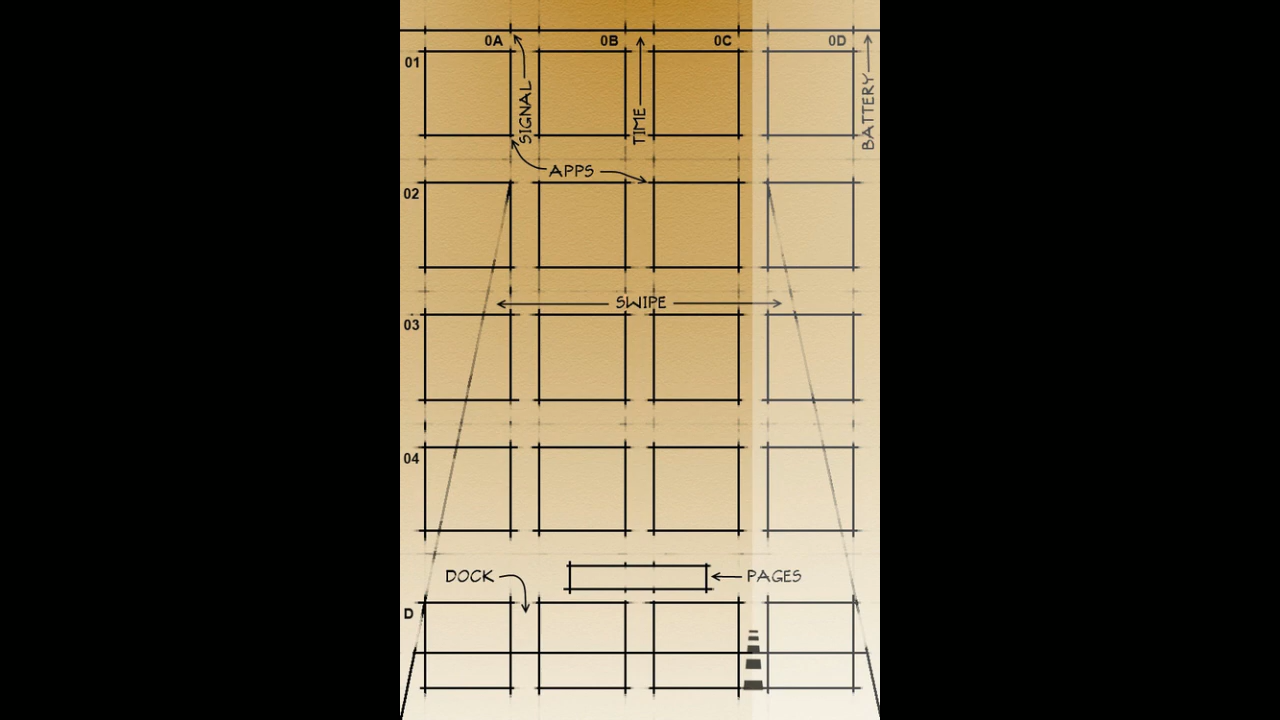 0A 0B 0C 0D
01
SIGNAL
TIME
BATTERY
APPS
02
SWIPE
03
04
DOCK
PAGES
D